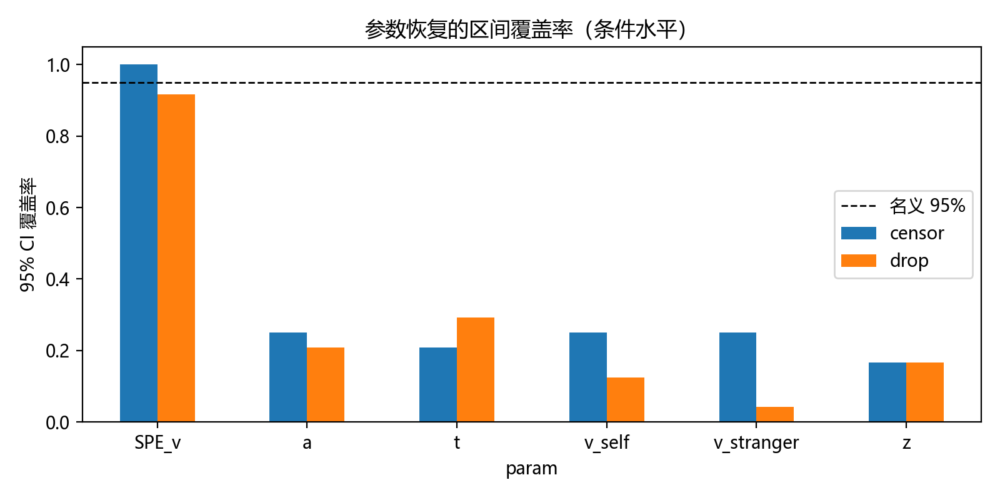 参数恢复的区间覆盖率（条件水平）
95% CI 覆盖率
1.0
0.8
0.6
0.4
0.2
0.0
名义 95%
censor
drop
SPE_v
a
t
v_self
v_stranger
z
param